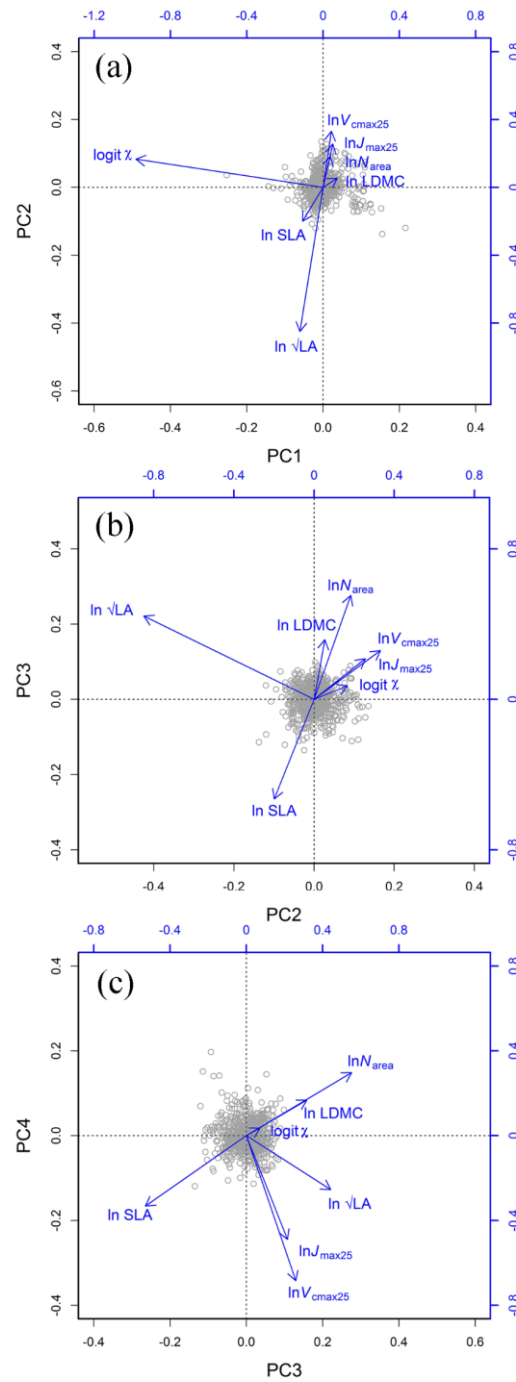 -1.2 -0.8 -0.4 0 0.4 0.8
(a)
0.4
0.2
0.0
-0.2
-0.4
-0.6
PC2
0.8
0.4
0
-0.4
-0.8
lnVcmax25
lnJmax25
lnNarea
ln LDMC
logit χ
ln SLA
ln √LA
-0.6 -0.4 -0.2 0.0 0.2 0.4
PC1
-0.8 -0.4 0 0.4 0.8
(b)
0.4
0.2
0.0
-0.2
-0.4
PC3
0.8
0.4
0
-0.8
lnNarea
ln √LA
ln LDMC
lnVcmax25
lnJmax25
logit χ
ln SLA
-0.4 -0.2 0.0 0.2 0.4
PC2
-0.8 -0.4 0 0.4 0.8
(c)
0.4
0.2
0.0
-0.2
-0.4
PC4
0.8
0.4
0
-0.4
-0.8
lnNarea
ln LDMC
logit χ
ln SLA
ln √LA
lnJmax25
lnVcmax25
-0.4 -0.2 0.0 0.2 0.4 0.6
PC3